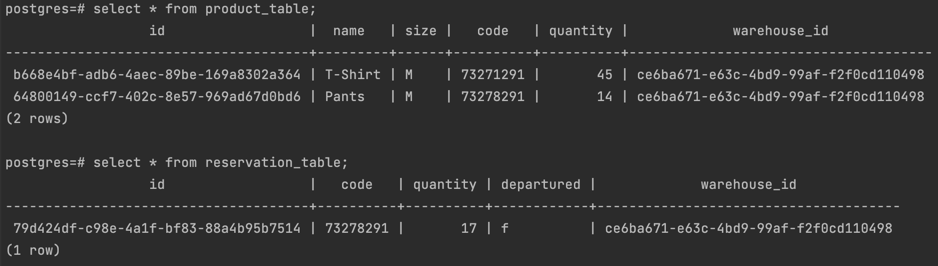 postgres=# select * from product_table;
id | name | size | code | quantity | warehouse_id
--------------------------------------+---------+------+----------+----------+--------------------------------------
b668e4bf-adb6-4aec-89be-169a8302a364 | T-Shirt | M | 73271291 | 45 | ce6ba671-e63c-4bd9-99af-f2f0cd110498
64800149-ccf7-402c-8e57-969ad67d0bd6 | Pants | M | 73278291 | 14 | ce6ba671-e63c-4bd9-99af-f2f0cd110498
(2 rows)
postgres=# select * from reservation_table;
id | code | quantity | departured | warehouse_id
--------------------------------------+----------+----------+------------+--------------------------------------
79d424df-c98e-4a1f-bf83-88a4b95b7514 | 73278291 | 17 | f | ce6ba671-e63c-4bd9-99af-f2f0cd110498
(1 row)